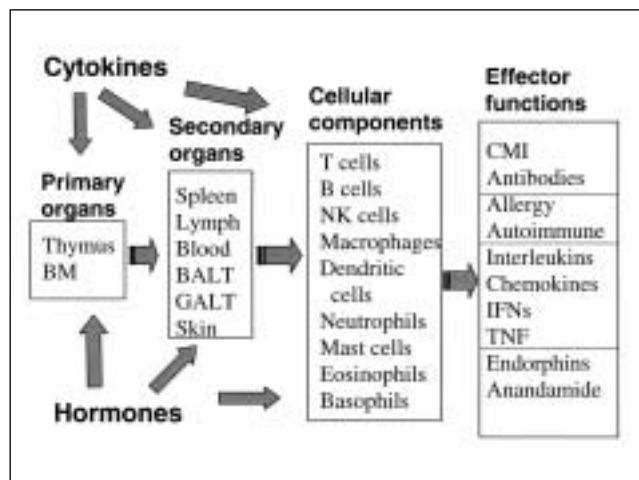 Cytokines
Primary
organs
Thymus
BM
Hormones
Secondary
organs
Spleen
Lymph
Blood
BALT
GALT
Skin
Cellular
components
T cells
B cells
NK cells
Macrophages
Dendritic
cells
Neutrophils
Mast cells
Eosinophils
Basophils
Effector
functions
CMI
Antibodies
Allergy
Autoimmune
Interleukins
Chemokines
IFNs
TNF
Endorphins
Anandamide